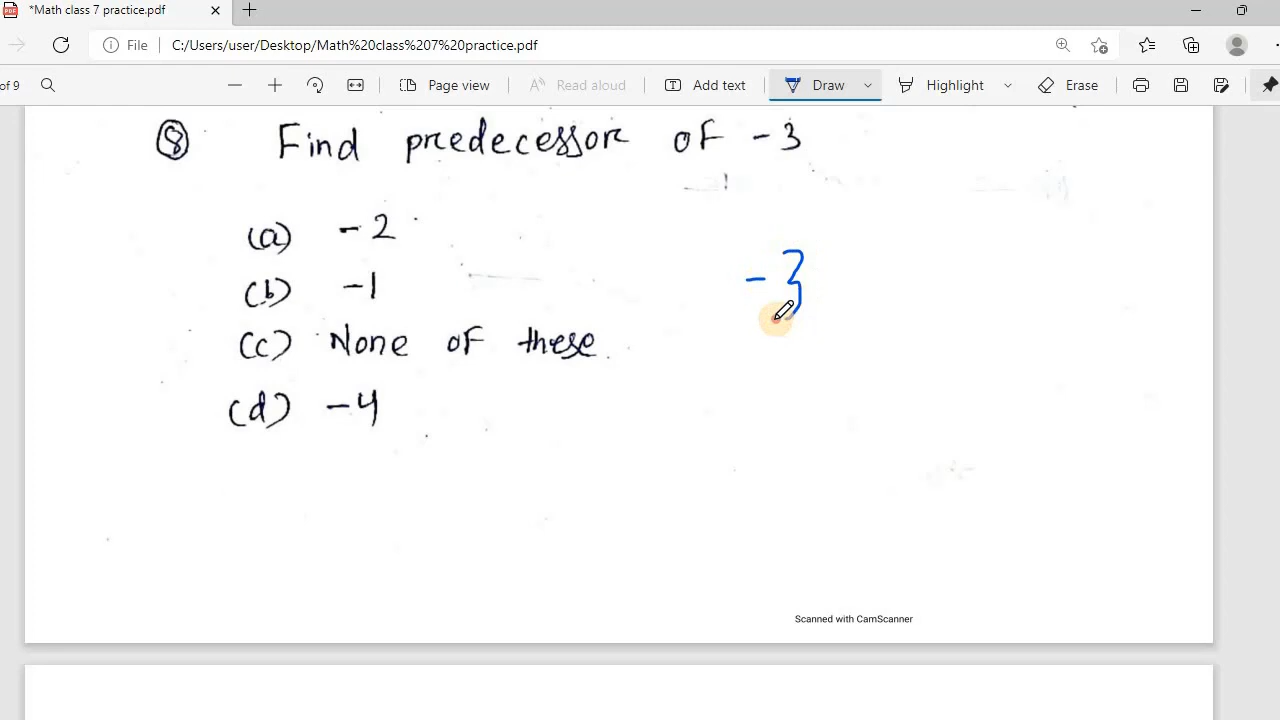 *Math class 7 practice.pdf
File C:/Users/user/Desktop/Math%20class%207%20practice.pdf
of 9 Page view Read aloud Add text Draw Highlight Erase
⑧ Find predecessor of -3
(a) -2
(b) -1
(c) None of these
(d) -4
-3
Scanned with CamScanner